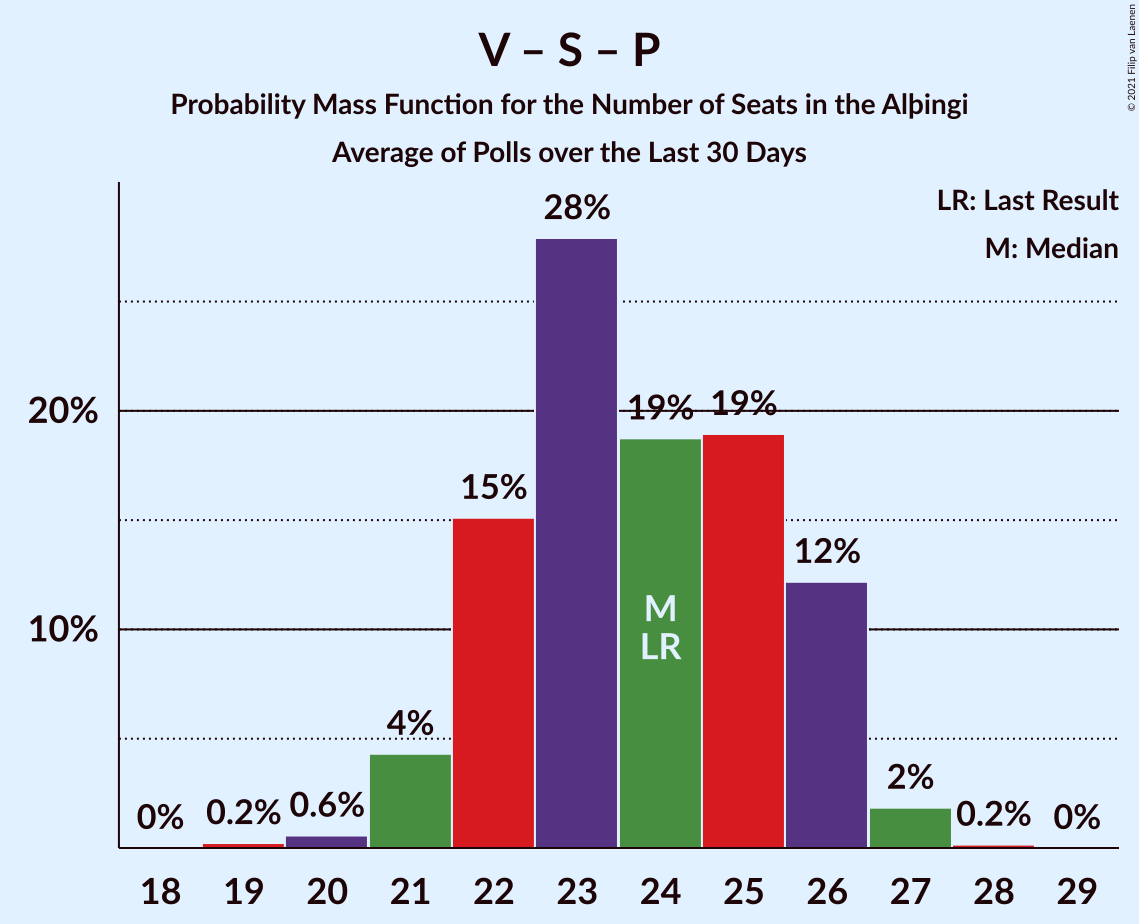 V – S – P
Probability Mass Function for the Number of Seats in the Alþingi
Average of Polls over the Last 30 Days
© 2021 Filip van Laenen
LR: Last Result
M: Median
28%
20%
19%
19%
15%
12%
M
LR
10%
4%
2%
0%
0.2%
0.6%
0.2%
0%
18 19 20 21 22 23 24 25 26 27 28 29